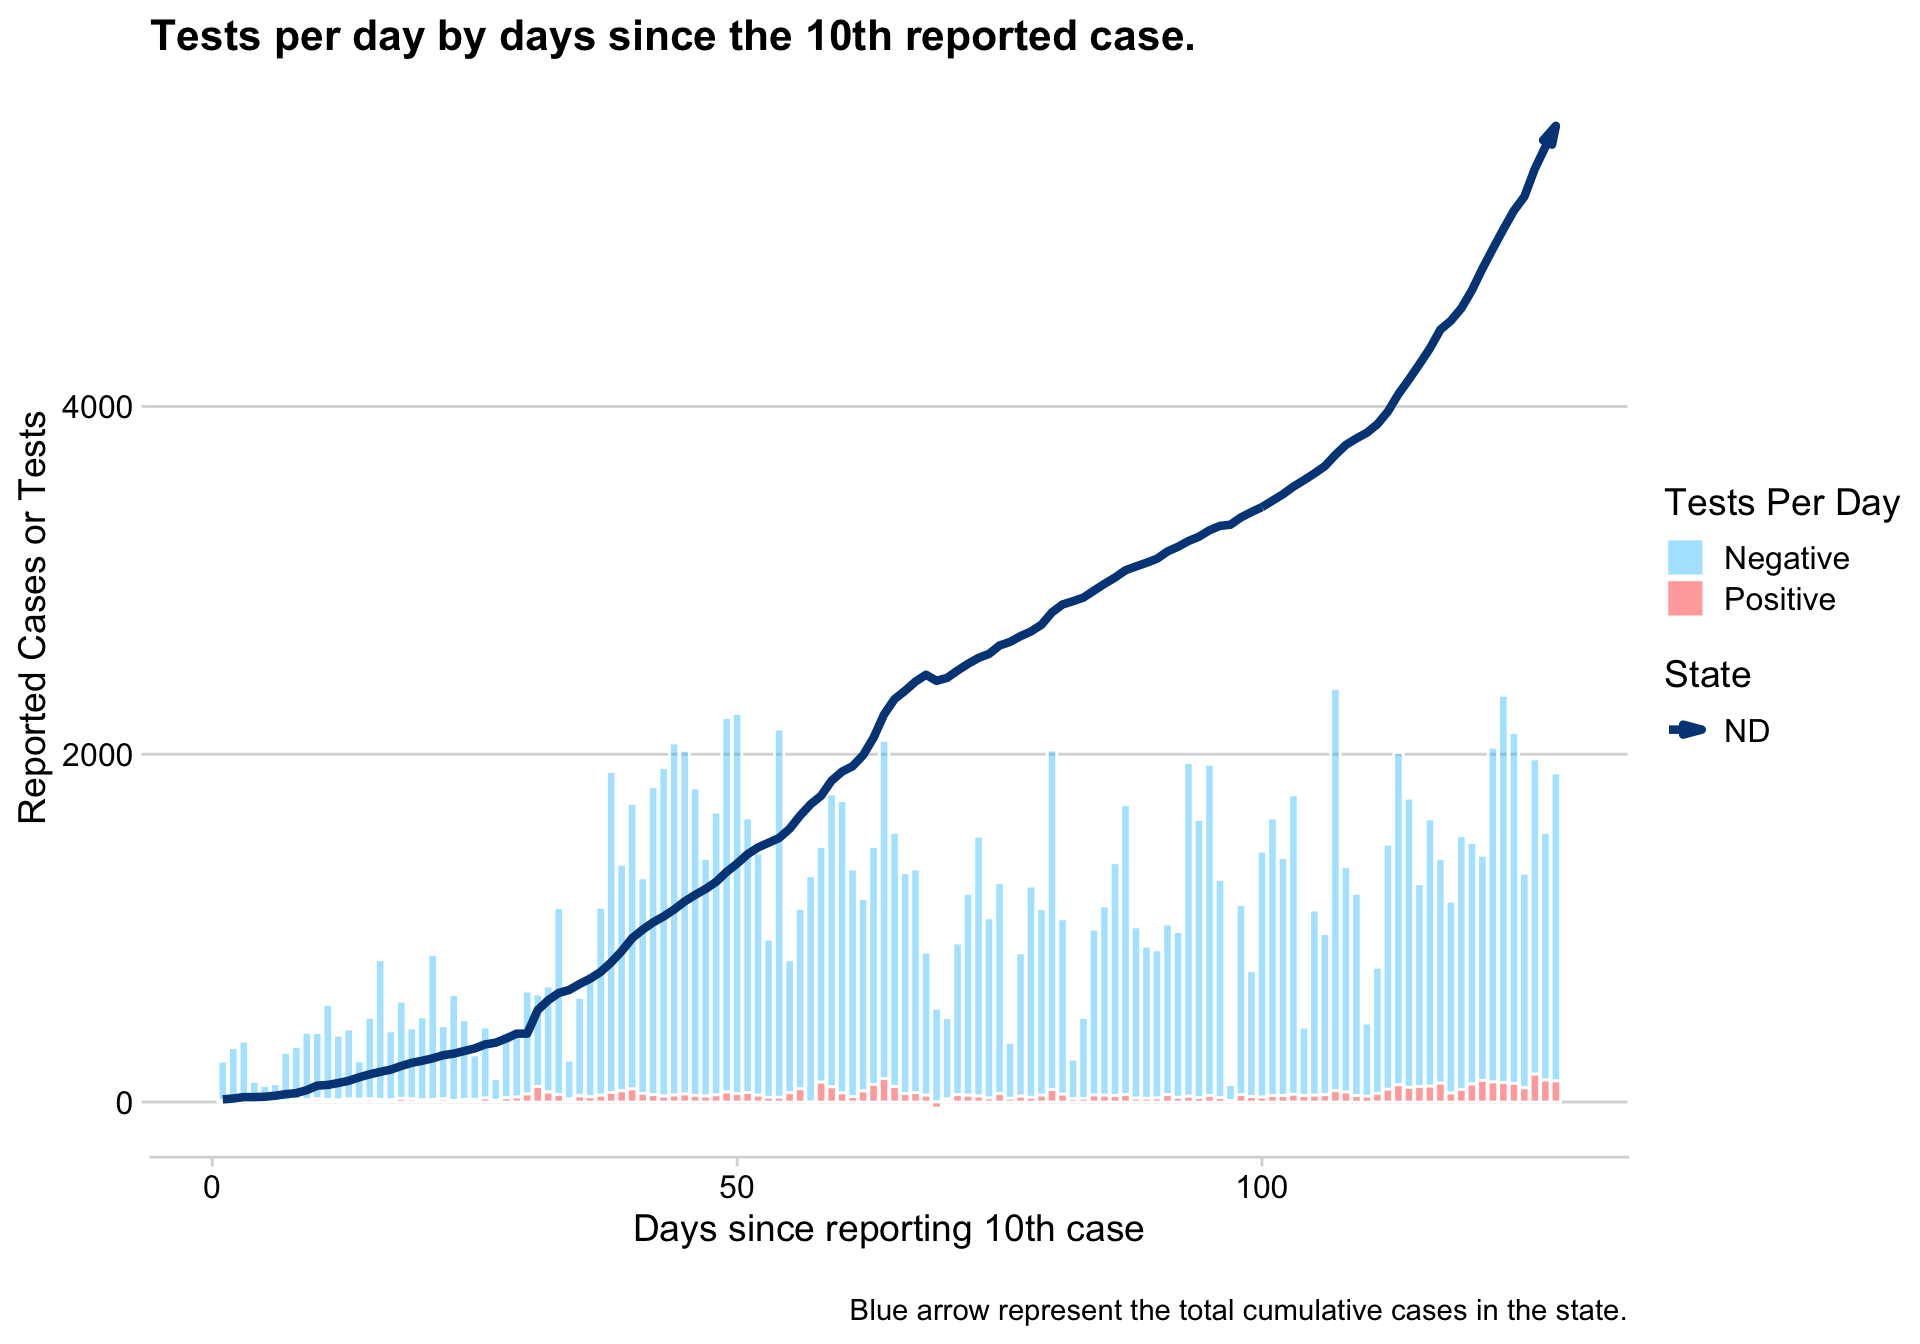 Tests per day by days since the 10th reported case.
Reported Cases or Tests
4000
2000
0
0
50
100
Days since reporting 10th case
Tests Per Day
Negative
Positive
State
ND
Blue arrow represent the total cumulative cases in the state.